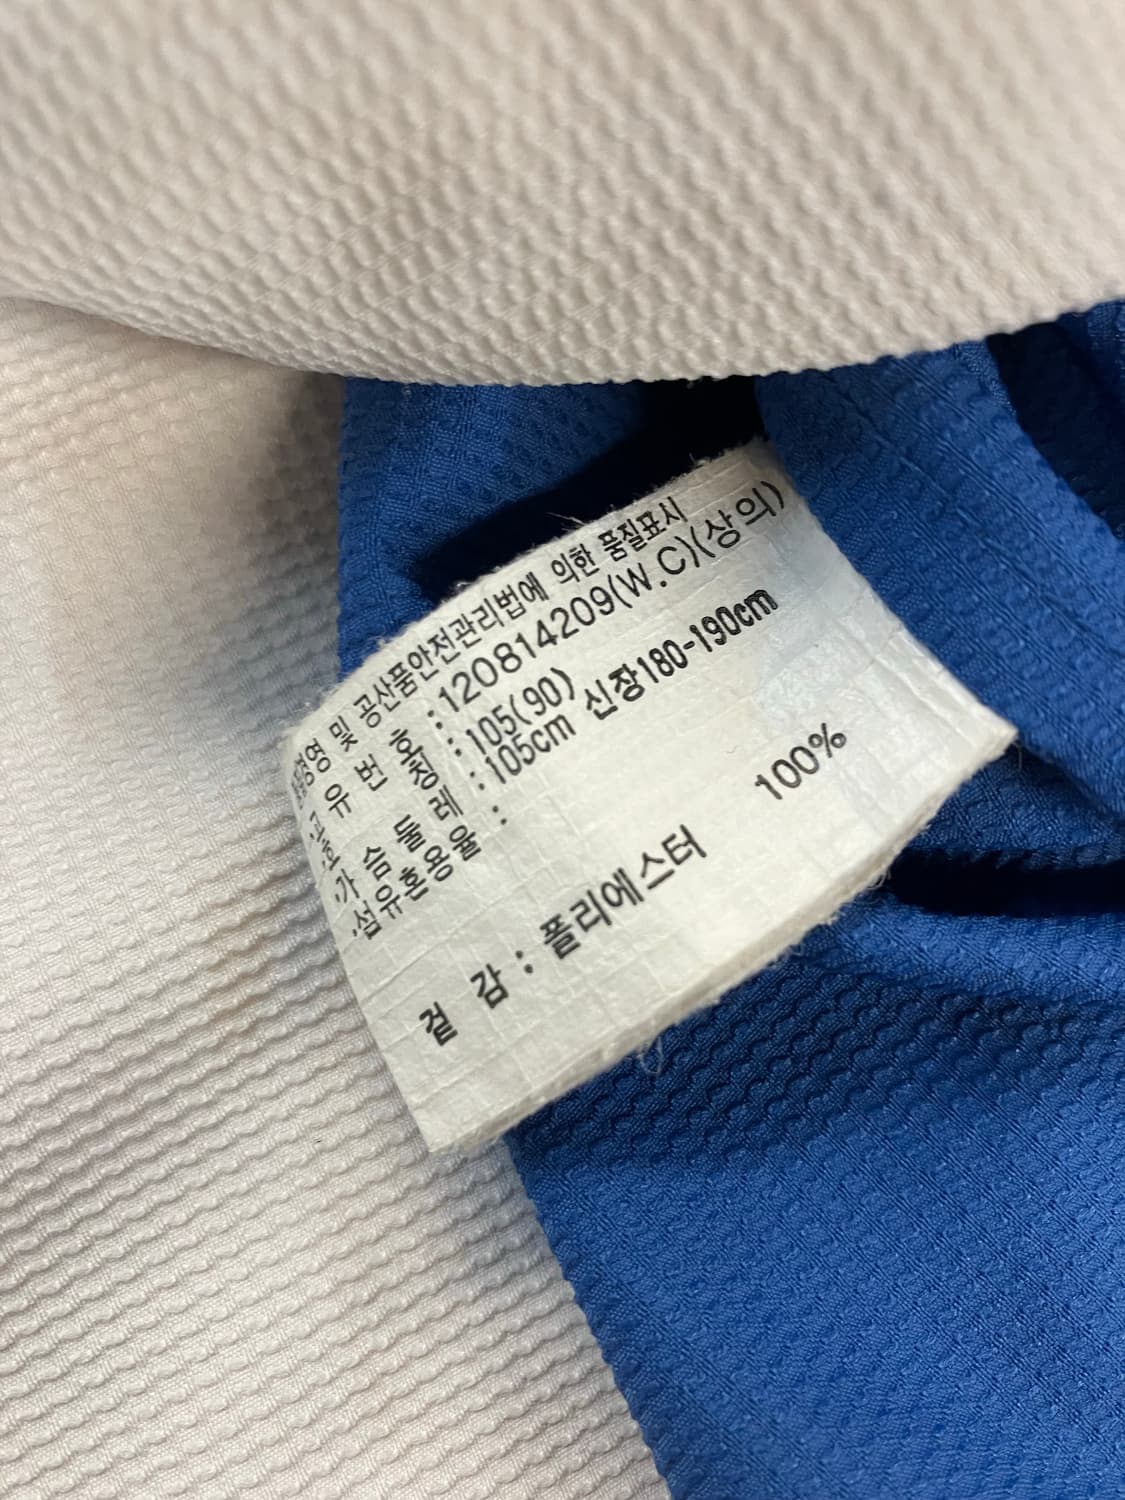 품경영 및 공산품안전관리법에 의한 품질표시
고유번호 : 120814209(W.C)(상의)
호칭 : 105(90)
가슴둘레 : 105cm 신장180-190cm
섬유혼용율 :
겉감 : 폴리에스터 100%